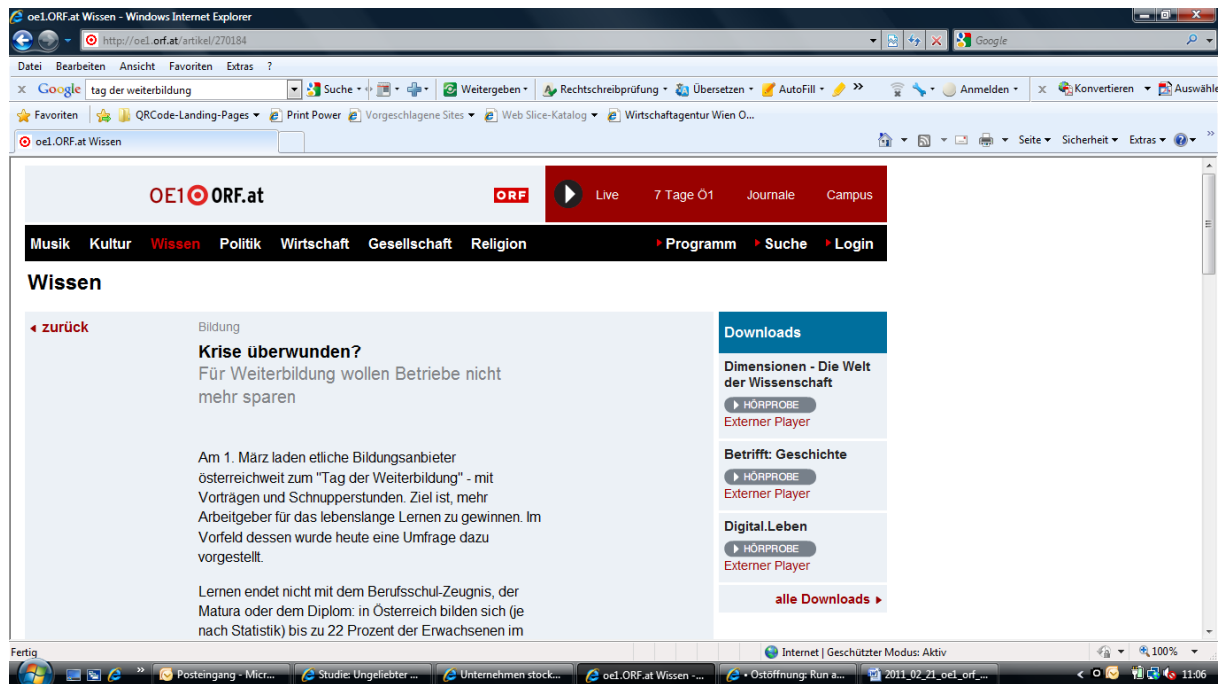 oe1.ORF.at Wissen - Windows Internet Explorer
http://oe1.orf.at/artikel/270184
Google
Datei Bearbeiten Ansicht Favoriten Extras ?
x Google tag der weiterbildung Suche Weitergeben Rechtschreibprüfung Übersetzen AutoFill » Anmelden x Konvertieren Auswähle
Favoriten QRCode-Landing-Pages Print Power Vorgeschlagene Sites Web Slice-Katalog Wirtschaftagentur Wien O...
oe1.ORF.at Wissen Seite Sicherheit Extras »
OE1 ORF.at ORF Live 7 Tage Ö1 Journale Campus
Musik Kultur Wissen Politik Wirtschaft Gesellschaft Religion Programm Suche Login
Wissen
zurück
Bildung
Krise überwunden?
Für Weiterbildung wollen Betriebe nicht
mehr sparen
Am 1. März laden etliche Bildungsanbieter
österreichweit zum "Tag der Weiterbildung" - mit
Vorträgen und Schnupperstunden. Ziel ist, mehr
Arbeitgeber für das lebenslange Lernen zu gewinnen. Im
Vorfeld dessen wurde heute eine Umfrage dazu
vorgestellt.
Lernen endet nicht mit dem Berufsschul-Zeugnis, der
Matura oder dem Diplom: in Österreich bilden sich (je
nach Statistik) bis zu 22 Prozent der Erwachsenen im
Downloads
Dimensionen - Die Welt
der Wissenschaft
HÖRPROBE
Externer Player
Betrifft: Geschichte
HÖRPROBE
Externer Player
Digital.Leben
HÖRPROBE
Externer Player
alle Downloads
Fertig Internet | Geschützter Modus: Aktiv 100%
» Posteingang - Micr... Studie: Ungeliebter ... Unternehmen stock... oe1.ORF.at Wissen -... Ostöffnung: Run a... 2011_02_21_oe1_orf_... 11:06